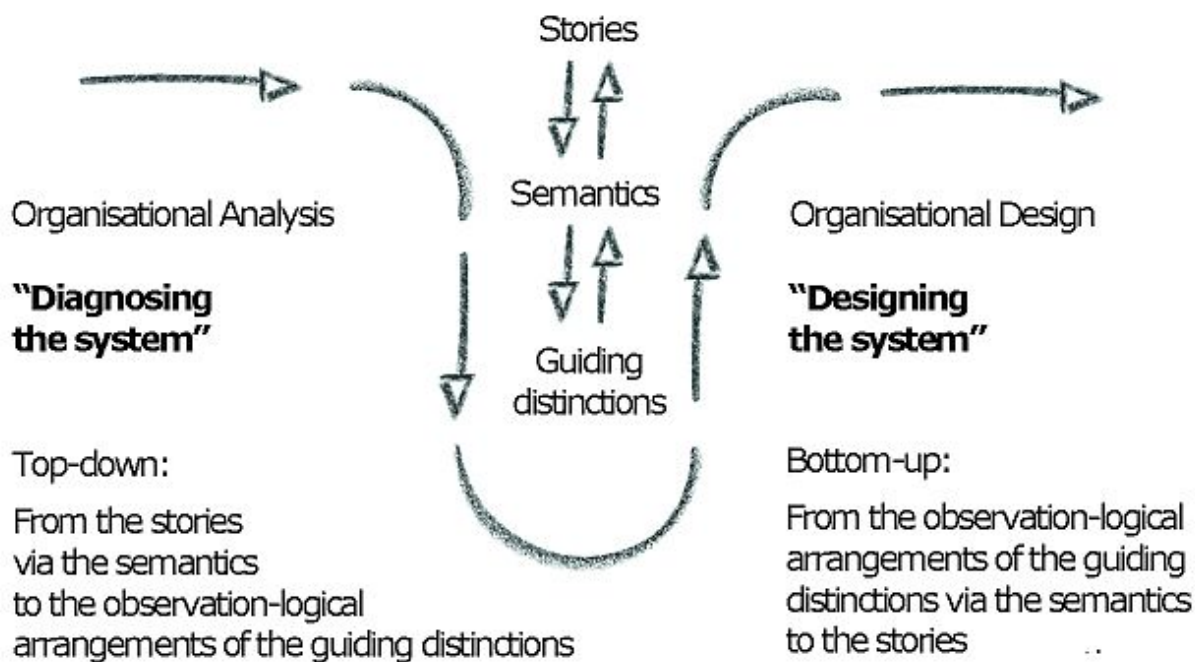 Stories
Semantics
Guiding
distinctions
Organisational Analysis
“Diagnosing
the system”
Top-down:
From the stories
via the semantics
to the observation-logical
arrangements of the guiding distinctions
Organisational Design
“Designing
the system”
Bottom-up:
From the observation-logical
arrangements of the guiding
distinctions via the semantics
to the stories